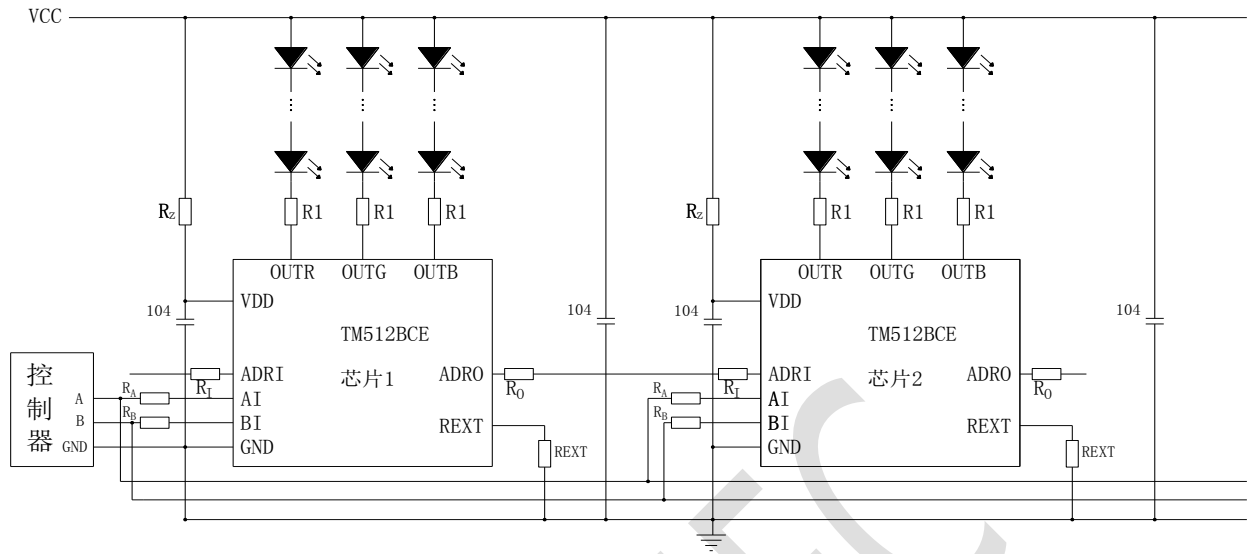 VCC
Rz R1 R1 R1 Rz R1 R1 R1
OUTR OUTG OUTB OUTR OUTG OUTB
VDD VDD
104 104 104 104
TM512BCE TM512BCE
控制器
ADRI 芯片1 ADRO ADRI 芯片2 ADRO
RI RO RI RO
A RA AI RA AI
B RB BI REXT RB BI REXT
GND GND REXT GND REXT